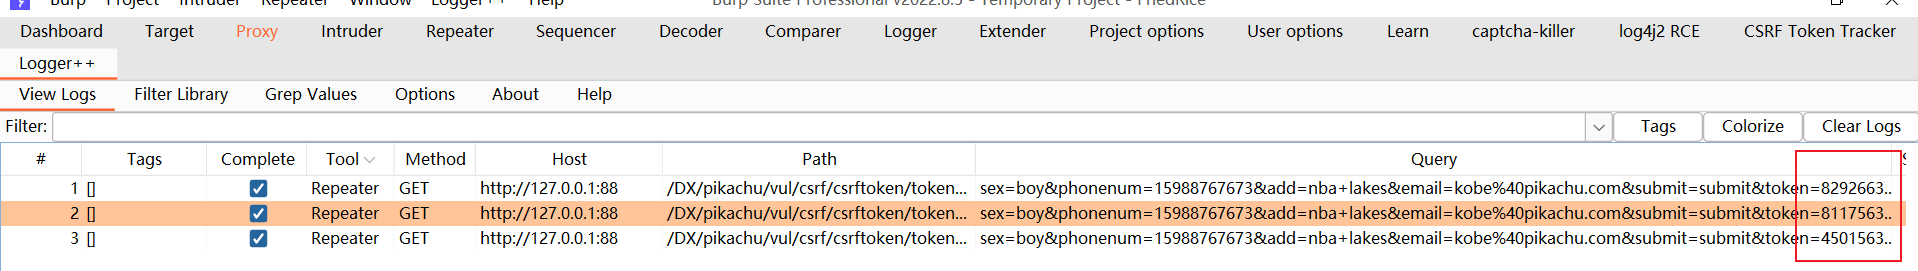 Burp Project Intruder Repeater Window Logger++ Help Burp Suite Professional v2022.8.5 - Temporary Project - FriedRice
Dashboard Target Proxy Intruder Repeater Sequencer Decoder Comparer Logger Extender Project options User options Learn captcha-killer log4j2 RCE CSRF Token Tracker
Logger++
View Logs Filter Library Grep Values Options About Help
Filter: Tags Colorize Clear Logs
# Tags Complete Tool Method Host Path Query
1 [] Repeater GET http://127.0.0.1:88 /DX/pikachu/vul/csrf/csrftoken/token... sex=boy&phonenum=15988767673&add=nba+lakes&email=kobe%40pikachu.com&submit=submit&token=8292663..
2 [] Repeater GET http://127.0.0.1:88 /DX/pikachu/vul/csrf/csrftoken/token... sex=boy&phonenum=15988767673&add=nba+lakes&email=kobe%40pikachu.com&submit=submit&token=8117563..
3 [] Repeater GET http://127.0.0.1:88 /DX/pikachu/vul/csrf/csrftoken/token... sex=boy&phonenum=15988767673&add=nba+lakes&email=kobe%40pikachu.com&submit=submit&token=4501563..